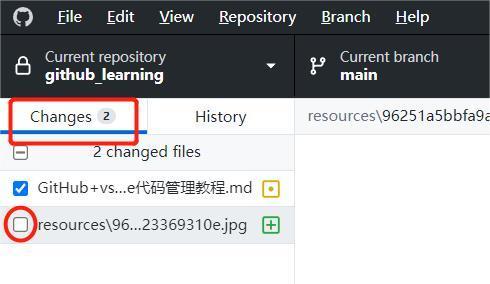 File Edit View Repository Branch Help
Current repository
github_learning
Current branch
main
Changes 2
History
resources\96251a5bbfa9a
2 changed files
GitHub+vs...e代码管理教程.md
resources\96...23369310e.jpg